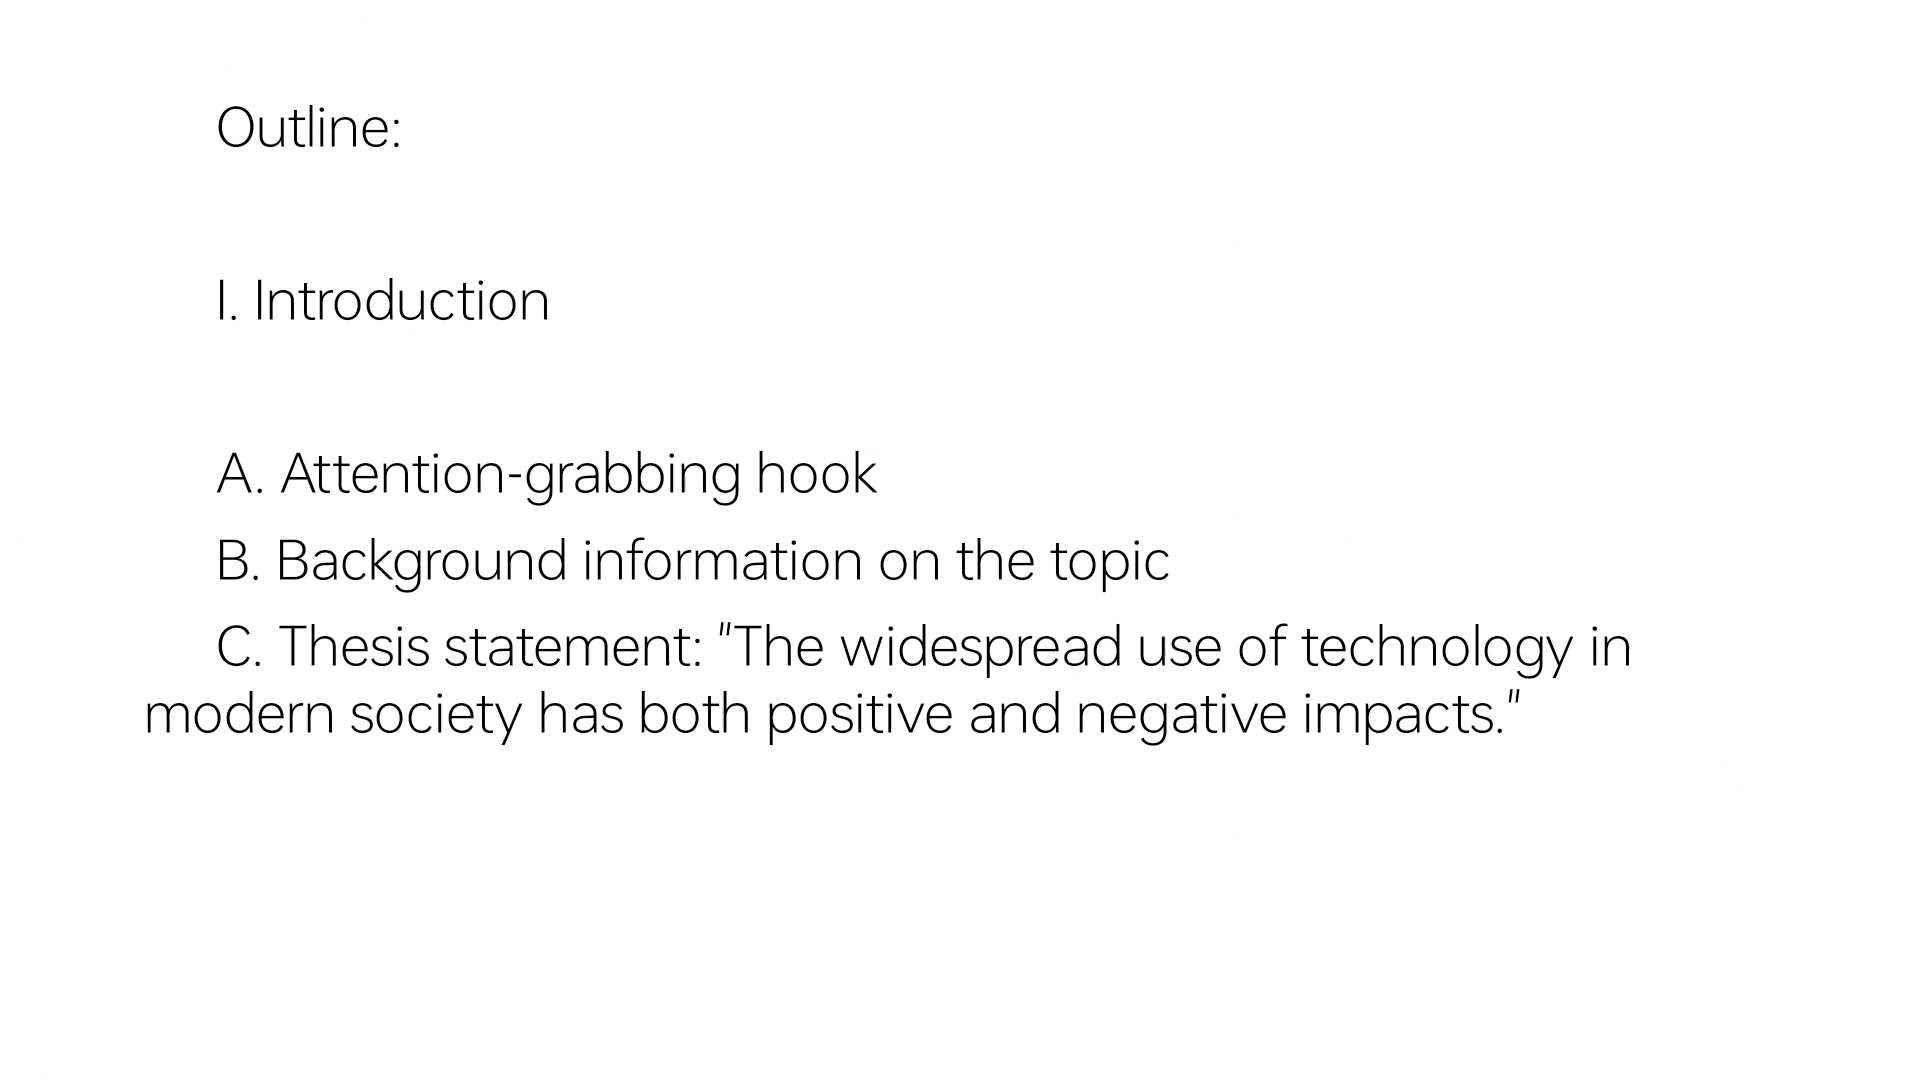 Outline:
I. Introduction
A. Attention-grabbing hook
B. Background information on the topic
C. Thesis statement: "The widespread use of technology in
modern society has both positive and negative impacts."